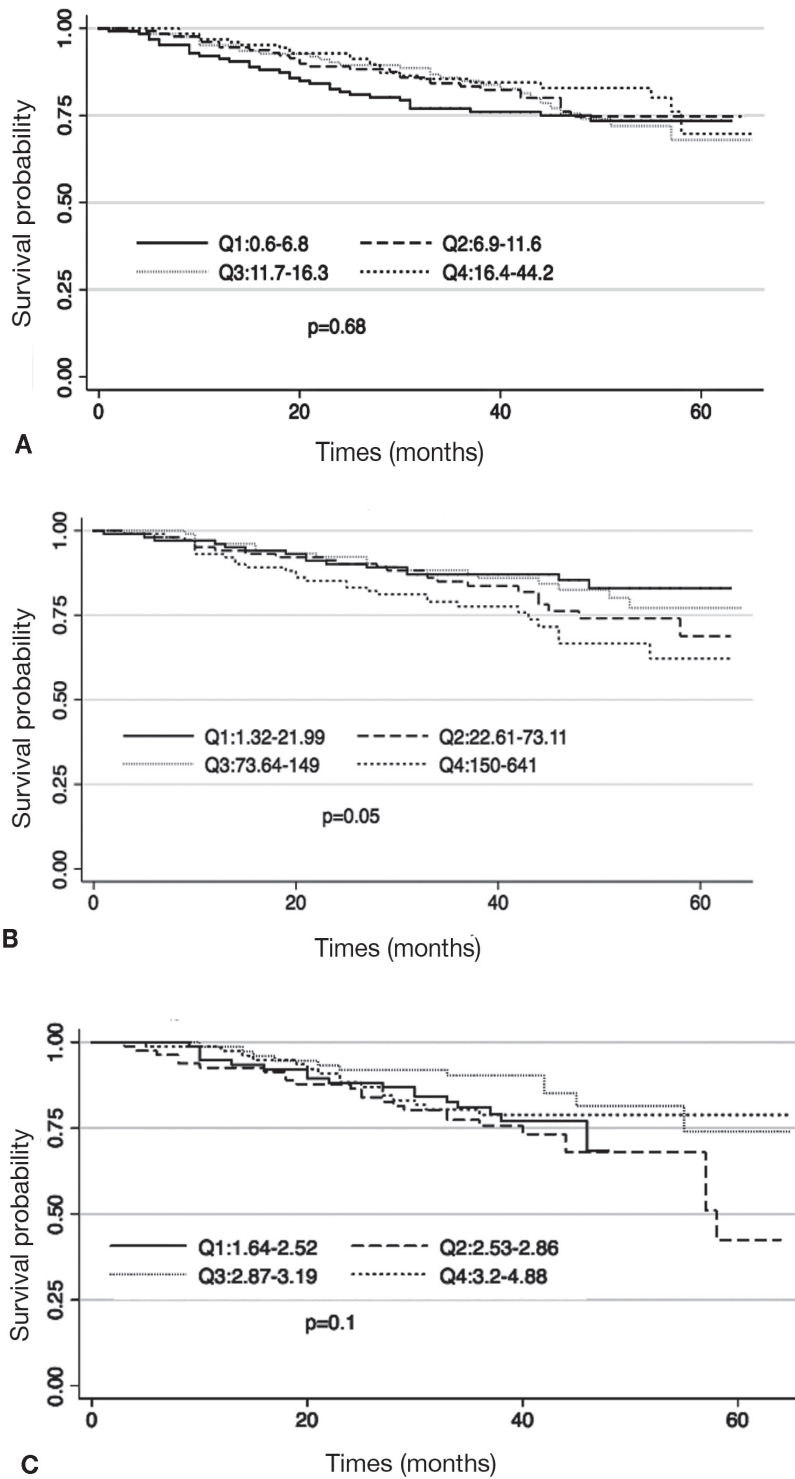 1.00
0.75
0.50
0.25
0.00
Survival probability
Q1:0.6-6.8 Q2:6.9-11.6
Q3:11.7-16.3 Q4:16.4-44.2
p=0.68
0 20 40 60
A
Times (months)
1.00
0.75
0.50
0.25
0.00
Survival probability
Q1:1.32-21.99 Q2:22.61-73.11
Q3:73.64-149 Q4:150-641
p=0.05
0 20 40 60
B
Times (months)
1.00
0.75
0.50
0.25
0.00
Survival probability
Q1:1.64-2.52 Q2:2.53-2.86
Q3:2.87-3.19 Q4:3.2-4.88
p=0.1
0 20 40 60
C
Times (months)